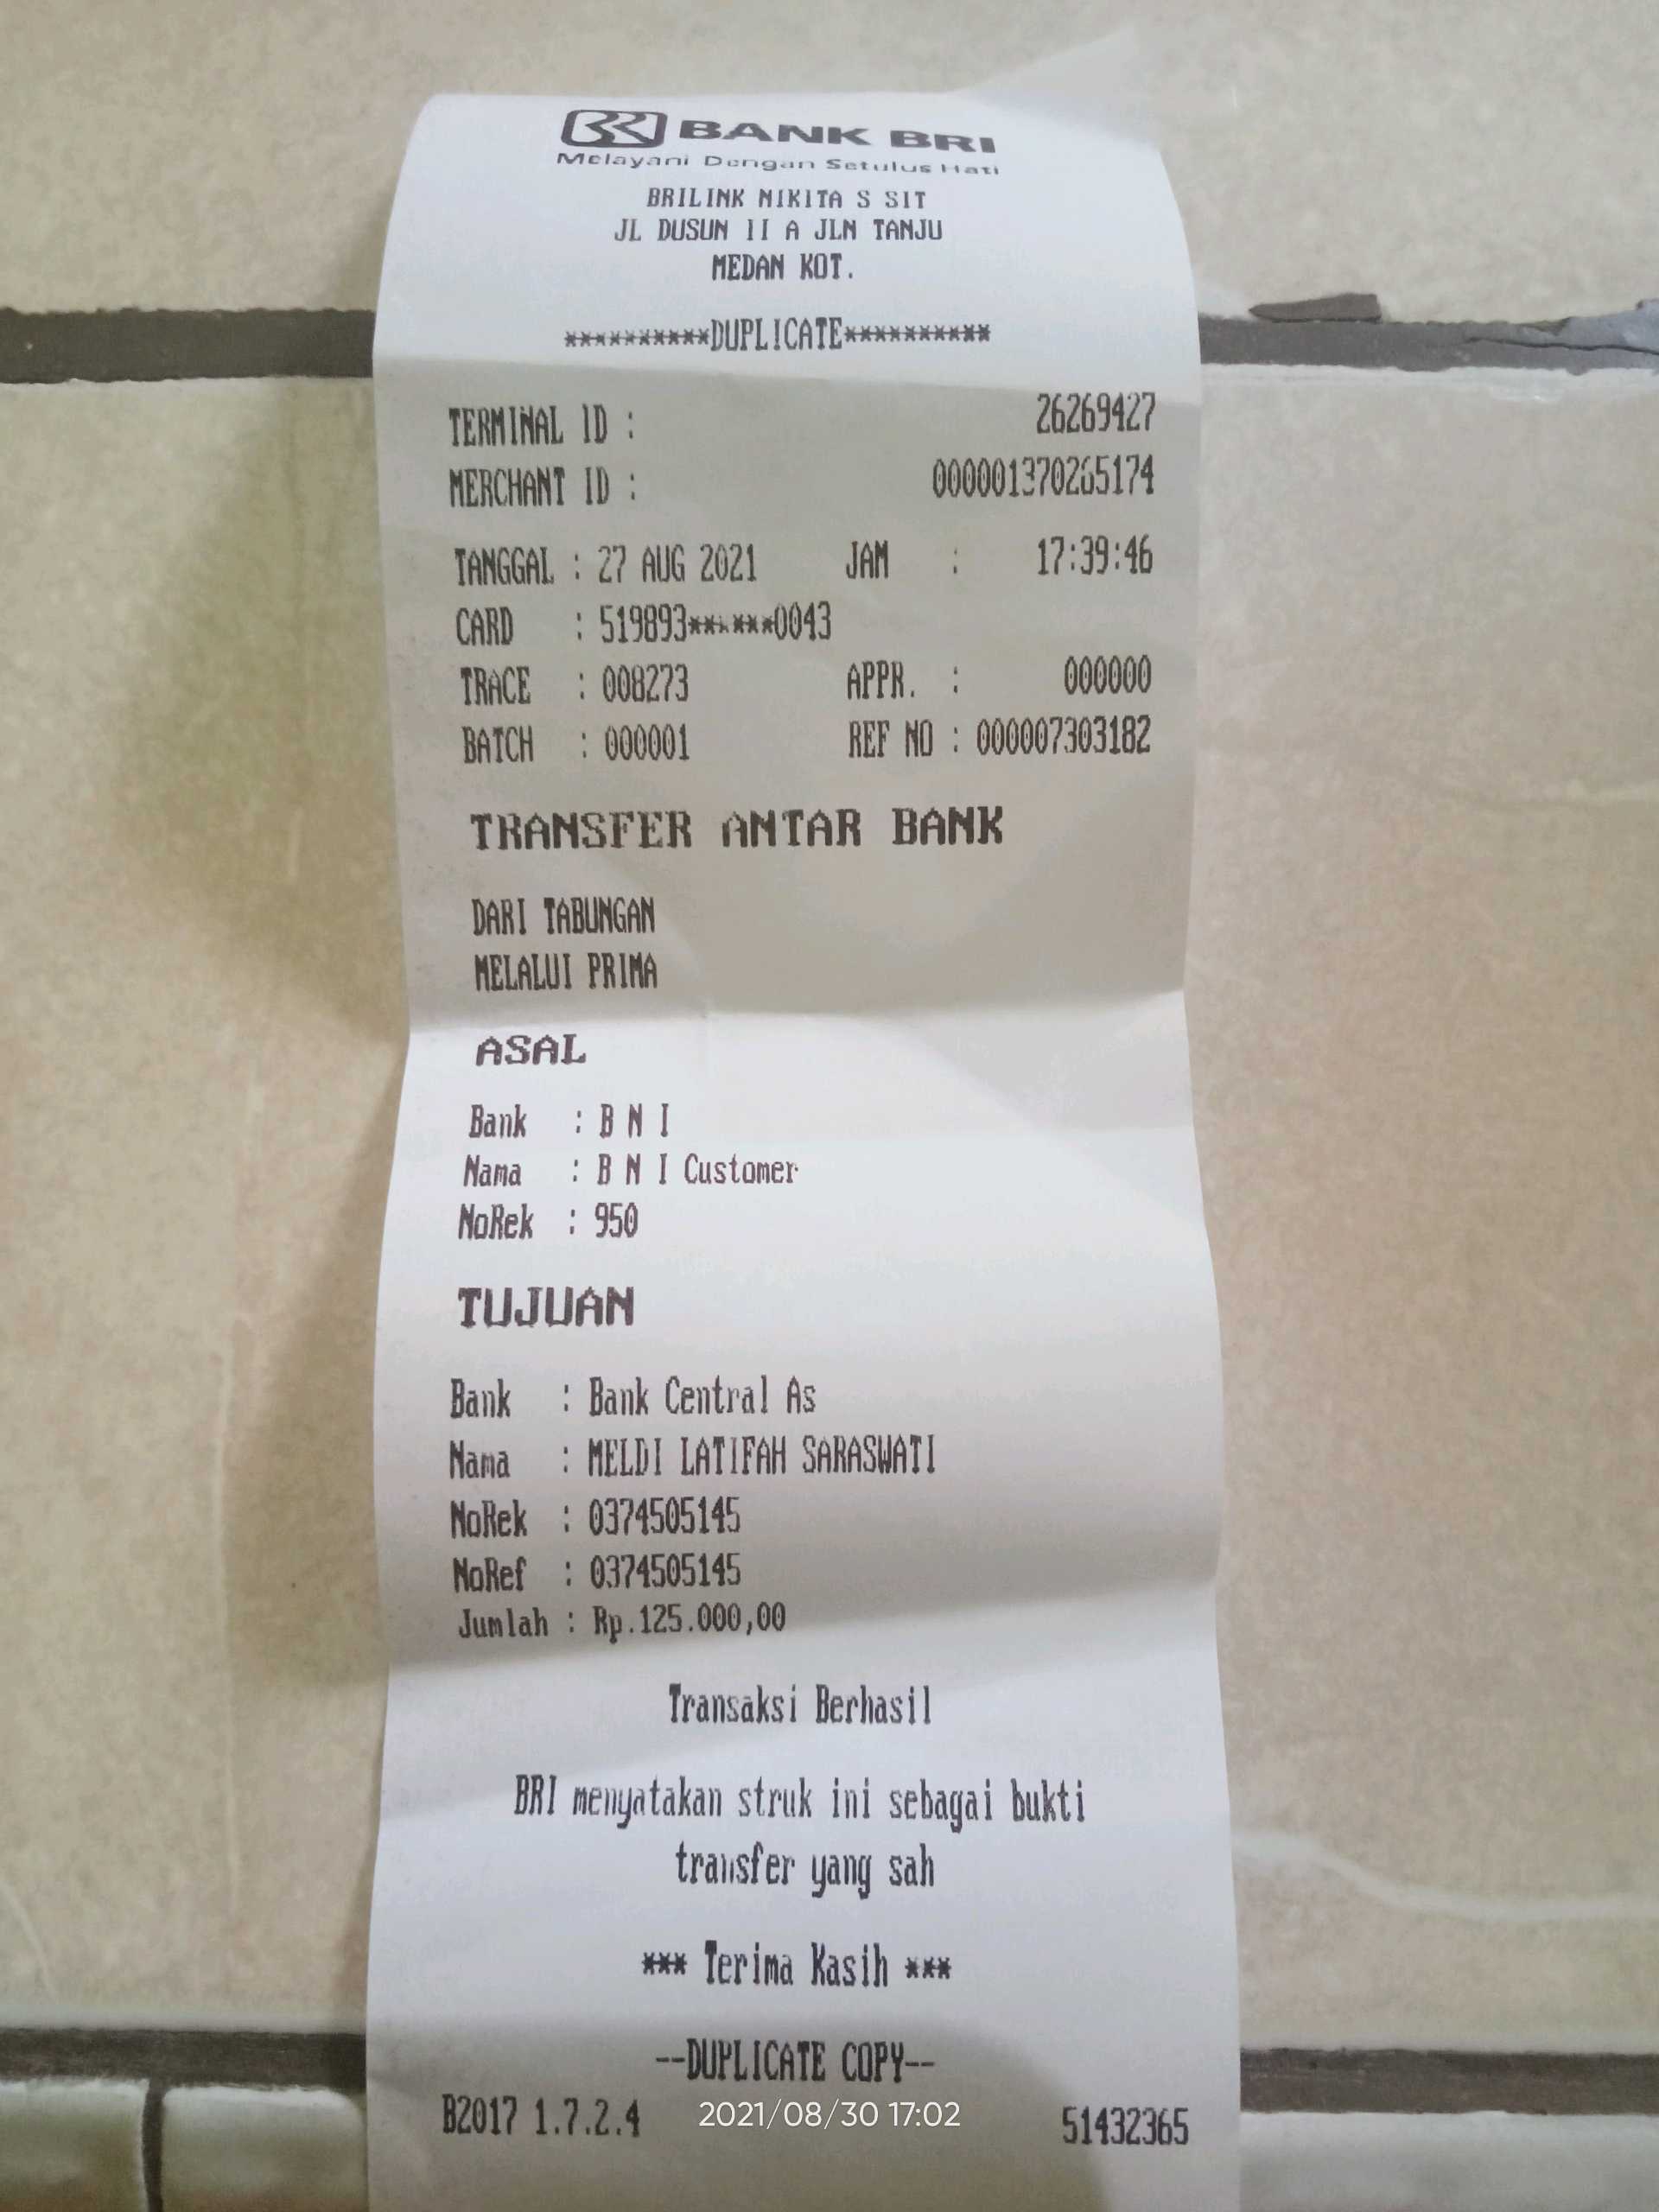 BANK BRI
Melayani Dengan Setulus Hati
BRILINK NIKITA S SIT
JL DUSUN II A JLN TANJU
MEDAN KOT.
**********DUPLICATE**********
TERMINAL ID : 26269427
MERCHANT ID : 000001370265174
TANGGAL : 27 AUG 2021 JAM : 17:39:46
CARD : 519893******0043
TRACE : 008273 APPR. : 000000
BATCH : 000001 REF NO : 000007303182
TRANSFER ANTAR BANK
DARI TABUNGAN
MELALUI PRIMA
ASAL
Bank : B N I
Nama : B N I Customer
NoRek : 950
TUJUAN
Bank : Bank Central As
Nama : MELDI LATIFAH SARASWATI
NoRek : 0374505145
NoRef : 0374505145
Jumlah : Rp.125.000,00
Transaksi Berhasil
BRI menyatakan struk ini sebagai bukti
transfer yang sah
*** Terima Kasih ***
--DUPLICATE COPY--
B2017 1.7.2.4 51432365
2021/08/30 17:02